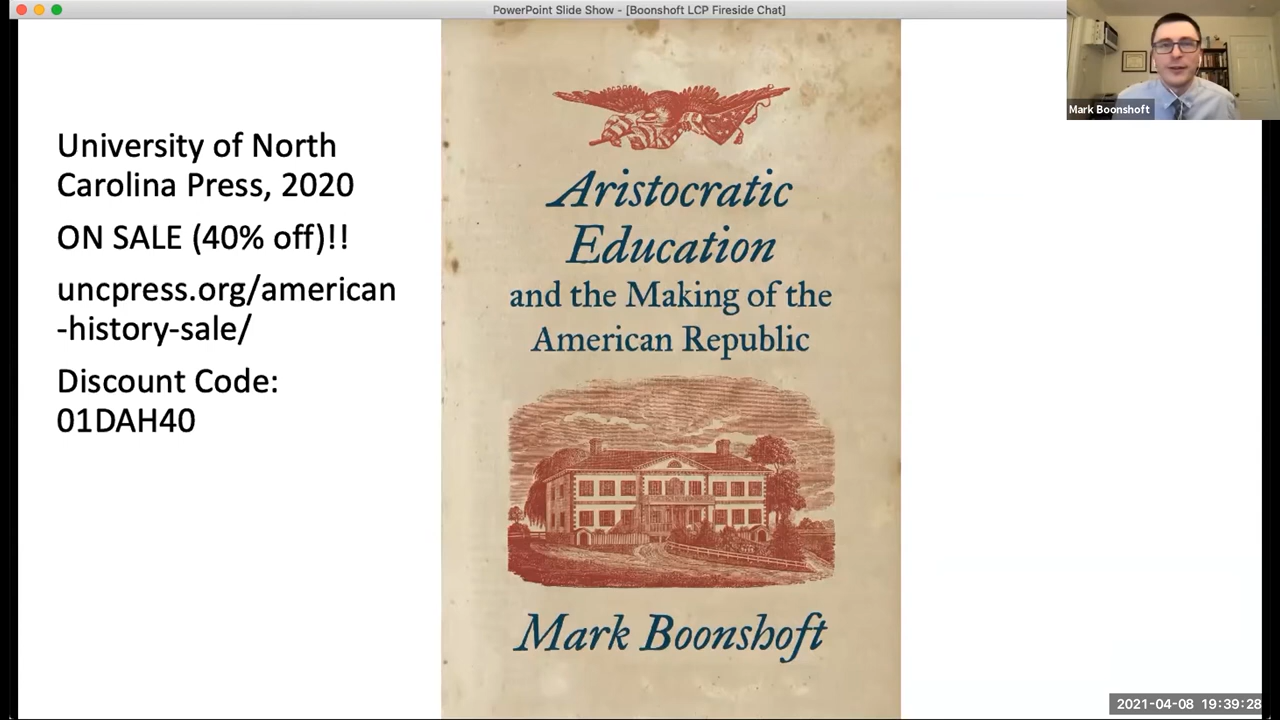 PowerPoint Slide Show - [Boonshoft LCP Fireside Chat]
University of North
Carolina Press, 2020
ON SALE (40% off)!!
uncpress.org/american
-history-sale/
Discount Code:
01DAH40
Aristocratic
Education
and the Making of the
American Republic
Mark Boonshoft
Mark Boonshoft
2021-04-08 19:39:28